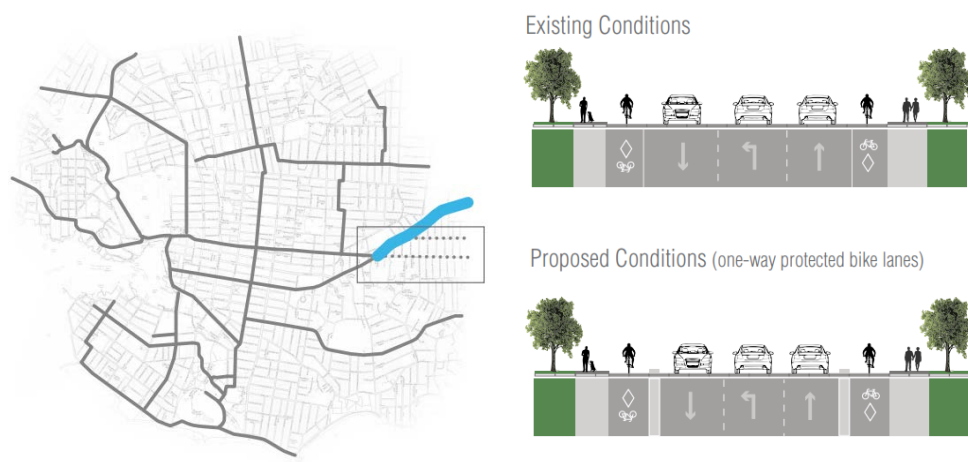 Existing Conditions
Proposed Conditions (one-way protected bike lanes)